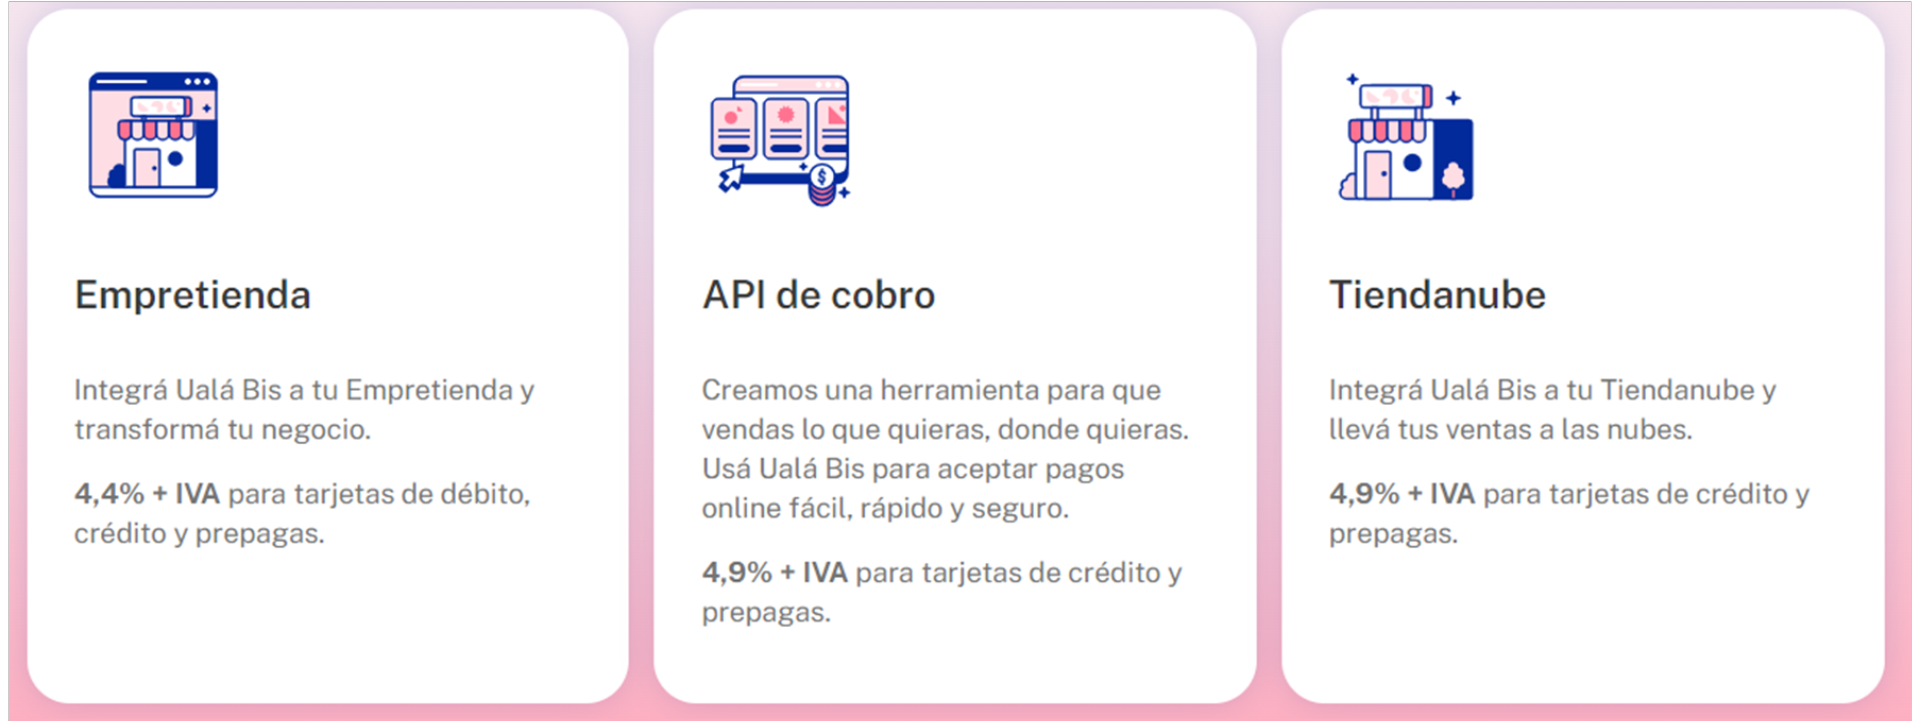 Empretienda
Integrá Ualá Bis a tu Empretienda y
transformá tu negocio.
4,4% + IVA para tarjetas de débito,
crédito y prepagas.
API de cobro
Creamos una herramienta para que
vendas lo que quieras, donde quieras.
Usá Ualá Bis para aceptar pagos
online fácil, rápido y seguro.
4,9% + IVA para tarjetas de crédito y
prepagas.
Tiendanube
Integrá Ualá Bis a tu Tiendanube y
llevá tus ventas a las nubes.
4,9% + IVA para tarjetas de crédito y
prepagas.